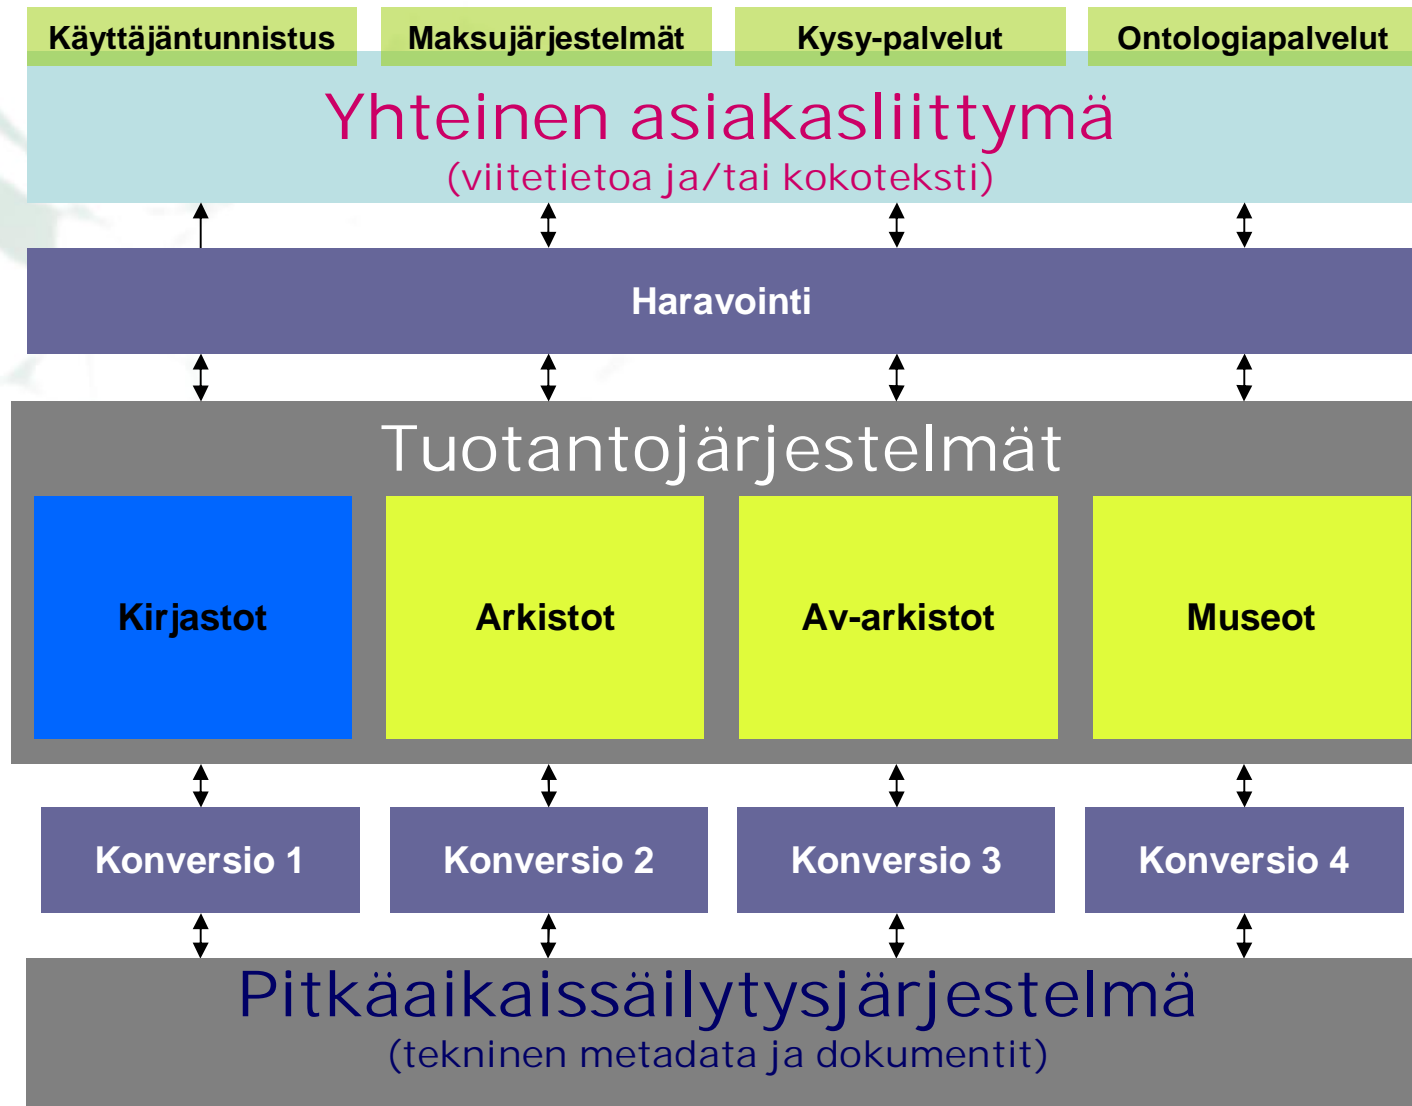 Käyttäjäntunnistus
Maksujärjestelmät
Kysy-palvelut
Ontologiapalvelut
Yhteinen asiakasliittymä
(viitetietoa ja/tai kokoteksti)
Haravointi
Tuotantojärjestelmät
Kirjastot
Arkistot
Av-arkistot
Museot
Konversio 1
Konversio 2
Konversio 3
Konversio 4
Pitkäaikaissäilytysjärjestelmä
(tekninen metadata ja dokumentit)